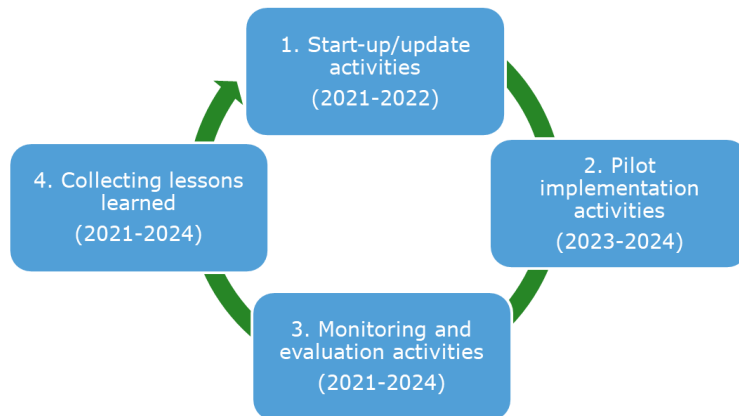 1. Start-up/update
activities
(2021-2022)
2. Pilot
implementation
activities
(2023-2024)
3. Monitoring and
evaluation activities
(2021-2024)
4. Collecting lessons
learned
(2021-2024)